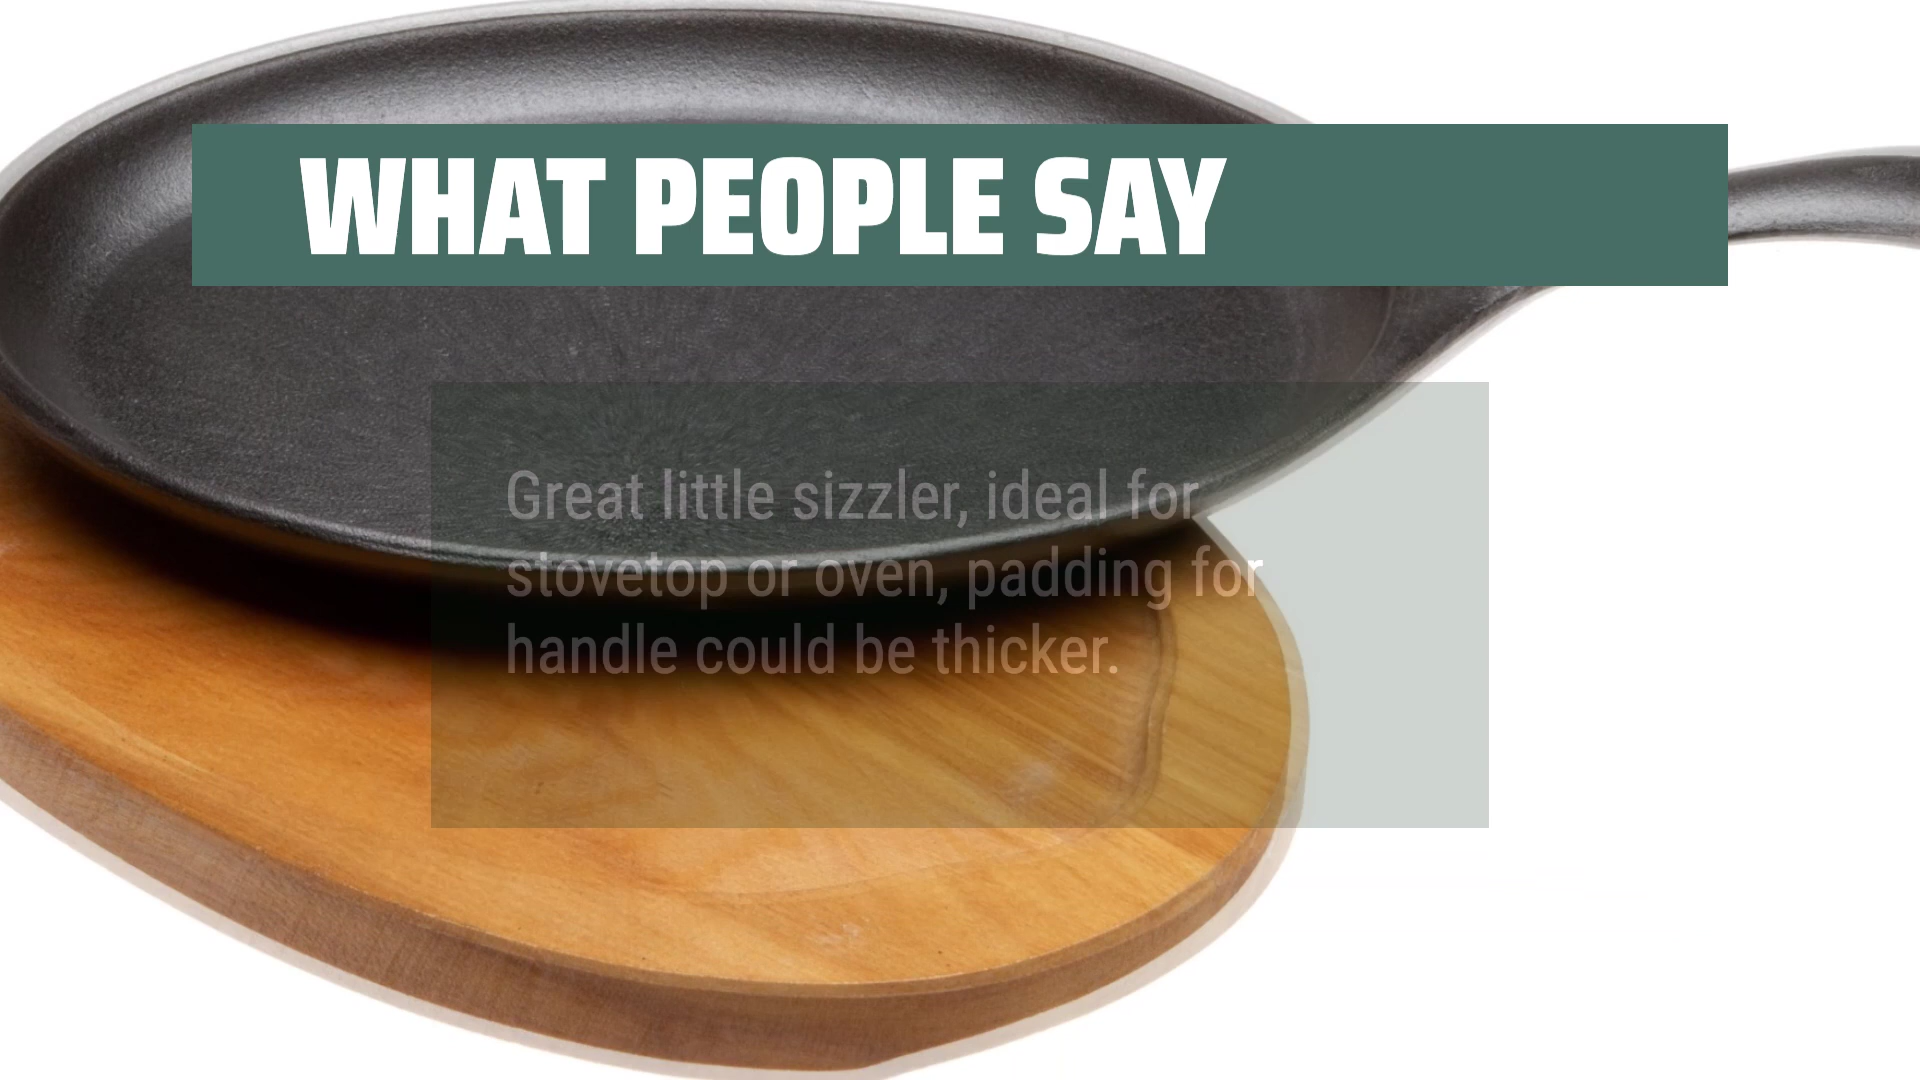 WHAT PEOPLE SAY
Great little sizzler, ideal for
stovetop or oven, padding for
handle could be thicker.